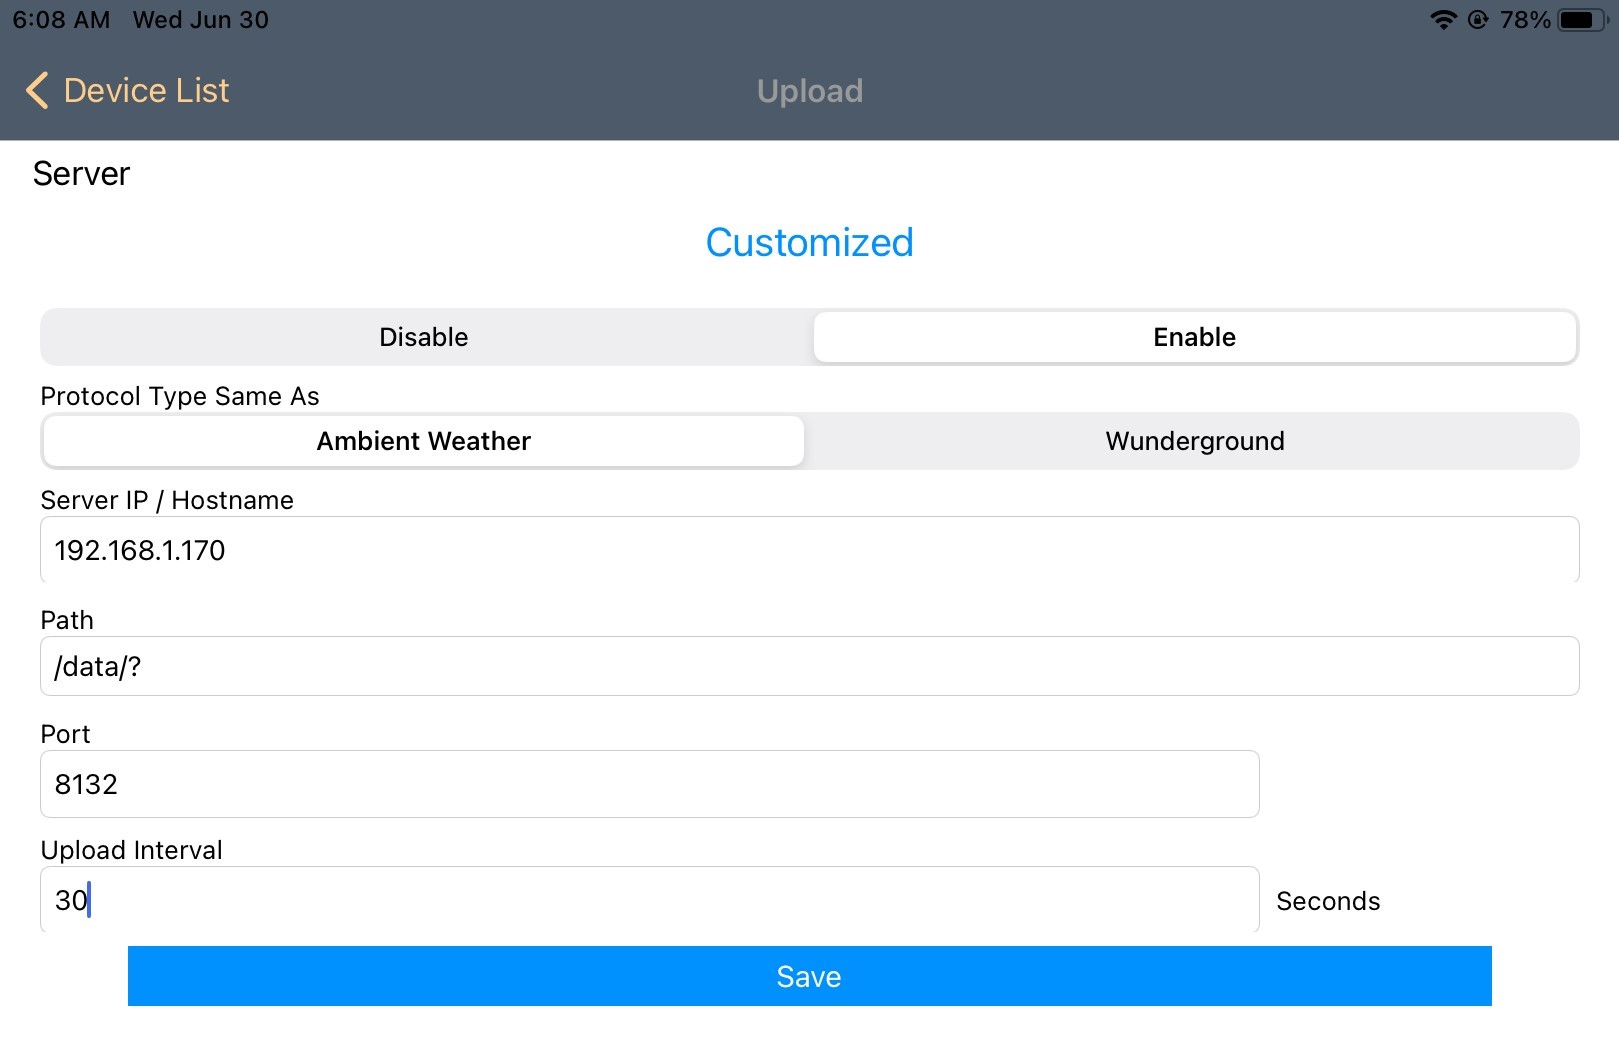 6:08 AM Wed Jun 30 78%
Device List Upload
Server
Customized
Disable Enable
Protocol Type Same As
Ambient Weather Wunderground
Server IP / Hostname
192.168.1.170
Path
/data/?
Port
8132
Upload Interval
30 Seconds
Save